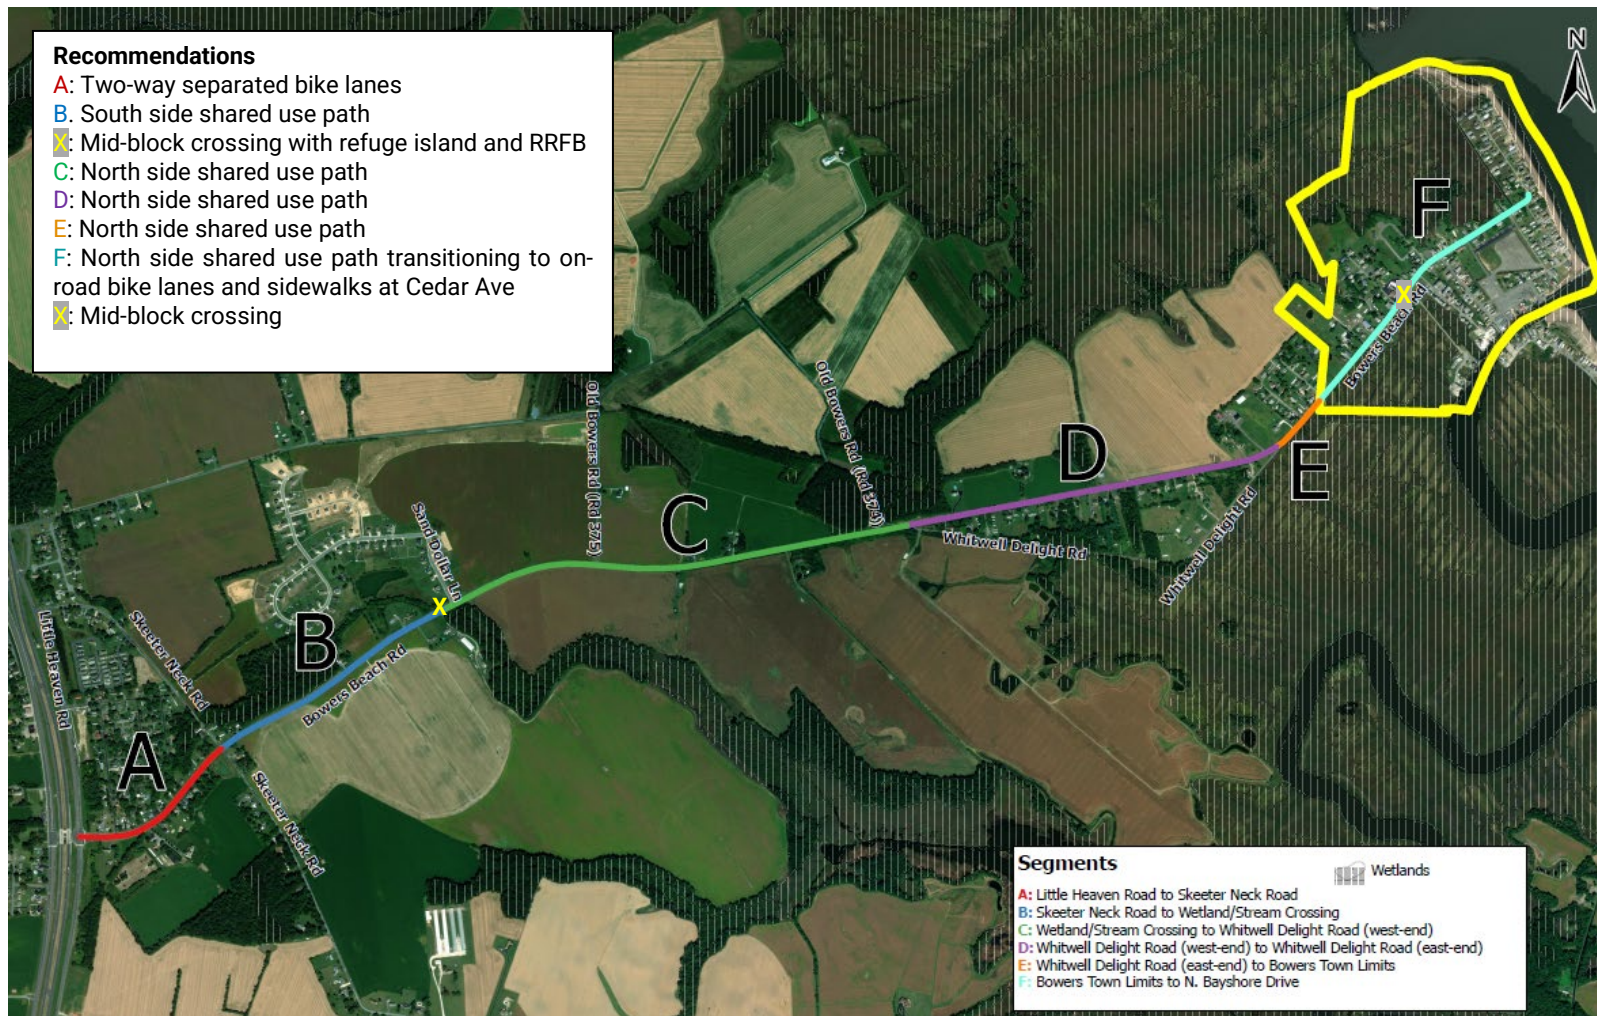 Recommendations
A: Two-way separated bike lanes
B. South side shared use path
X: Mid-block crossing with refuge island and RRFB
C: North side shared use path
D: North side shared use path
E: North side shared use path
F: North side shared use path transitioning to on-
road bike lanes and sidewalks at Cedar Ave
X: Mid-block crossing
N
F
X
Bowers Beach Rd
Old Bowers Rd (Rd 375)
Old Bowers Rd (Rd 379)
D
E
C
Sand Dollar Ln
Whitwell Delight Rd
Whitwell Delight Rd
X
B
Little Heaven Rd
Skeeter Neck Rd
Bowers Beach Rd
A
Skeeter Neck Rd
Segments
Wetlands
A: Little Heaven Road to Skeeter Neck Road
B: Skeeter Neck Road to Wetland/Stream Crossing
C: Wetland/Stream Crossing to Whitwell Delight Road (west-end)
D: Whitwell Delight Road (west-end) to Whitwell Delight Road (east-end)
E: Whitwell Delight Road (east-end) to Bowers Town Limits
F: Bowers Town Limits to N. Bayshore Drive